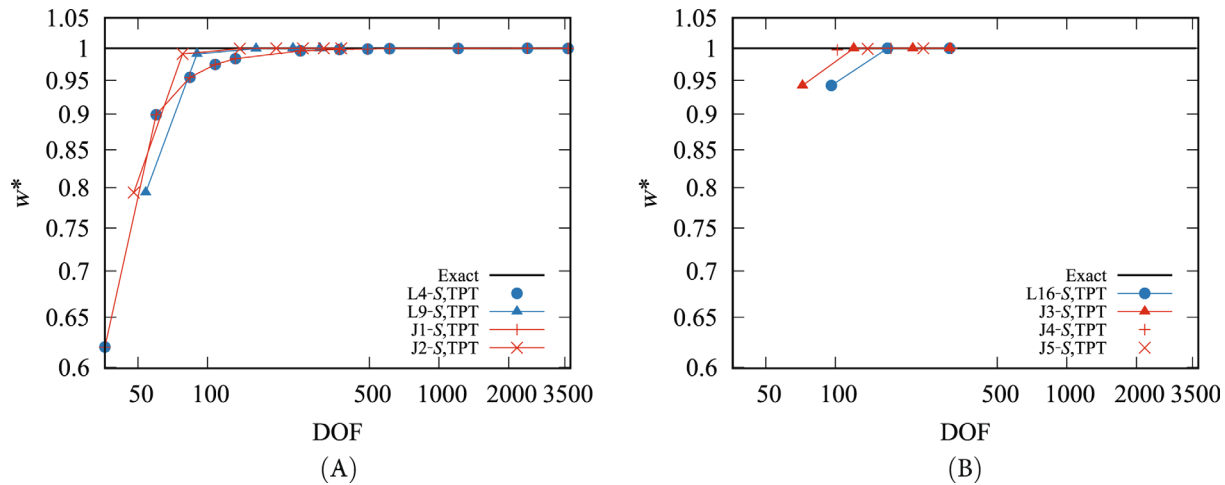 1.05
1
0.95
0.9
0.85
0.8
0.75
0.7
0.65
0.6
w*
Exact
L4-S,TPT
L9-S,TPT
J1-S,TPT
J2-S,TPT
50 100 500 1000 2000 3500
DOF
(A)
1.05
1
0.95
0.9
0.85
0.8
0.75
0.7
0.65
0.6
w*
Exact
L16-S,TPT
J3-S,TPT
J4-S,TPT
J5-S,TPT
50 100 500 1000 2000 3500
DOF
(B)